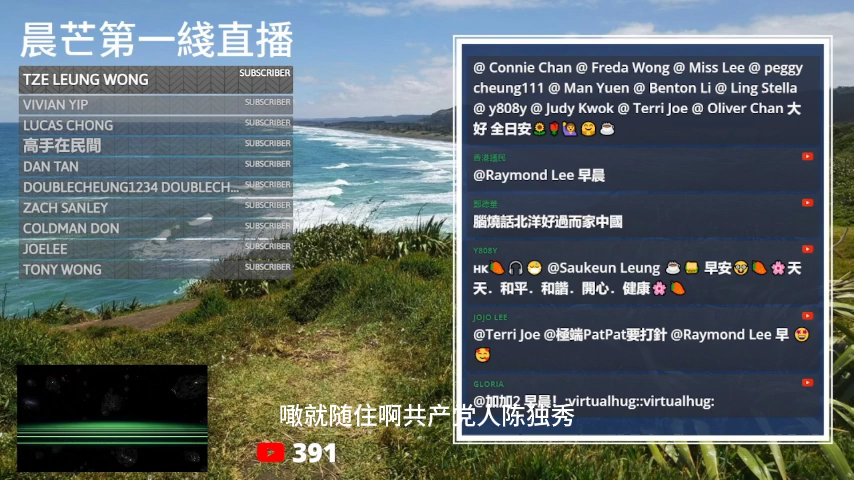 晨芒第一綫直播
TZE LEUNG WONG SUBSCRIBER
VIVIAN YIP SUBSCRIBER
LUCAS CHONG SUBSCRIBER
高手在民間 SUBSCRIBER
DAN TAN SUBSCRIBER
DOUBLECHEUNG1234 DOUBLECH... SUBSCRIBER
ZACH SANLEY SUBSCRIBER
COLDMAN DON SUBSCRIBER
JOELEE SUBSCRIBER
TONY WONG SUBSCRIBER
@ Connie Chan @ Freda Wong @ Miss Lee @ peggy
cheung111 @ Man Yuen @ Benton Li @ Ling Stella
@ y808y @ Judy Kwok @ Terri Joe @ Oliver Chan 大
好 全日安🌻🌹🙋🤗☕
@Raymond Lee 早晨
腦燒話北洋好過而家中國
Y808Y
HK🥭🎧😷 @Saukeun Leung ☕🍞 早安🤓🥭🌸天
天. 和平. 和諧. 開心. 健康🌸🥭
JOJO LEE
@Terri Joe @極端PatPat要打針 @Raymond Lee 早 🤩
🥰
GLORIA
@加加2 早晨! :virtualhug::virtualhug:
噉就随住啊共产党人陈独秀
391